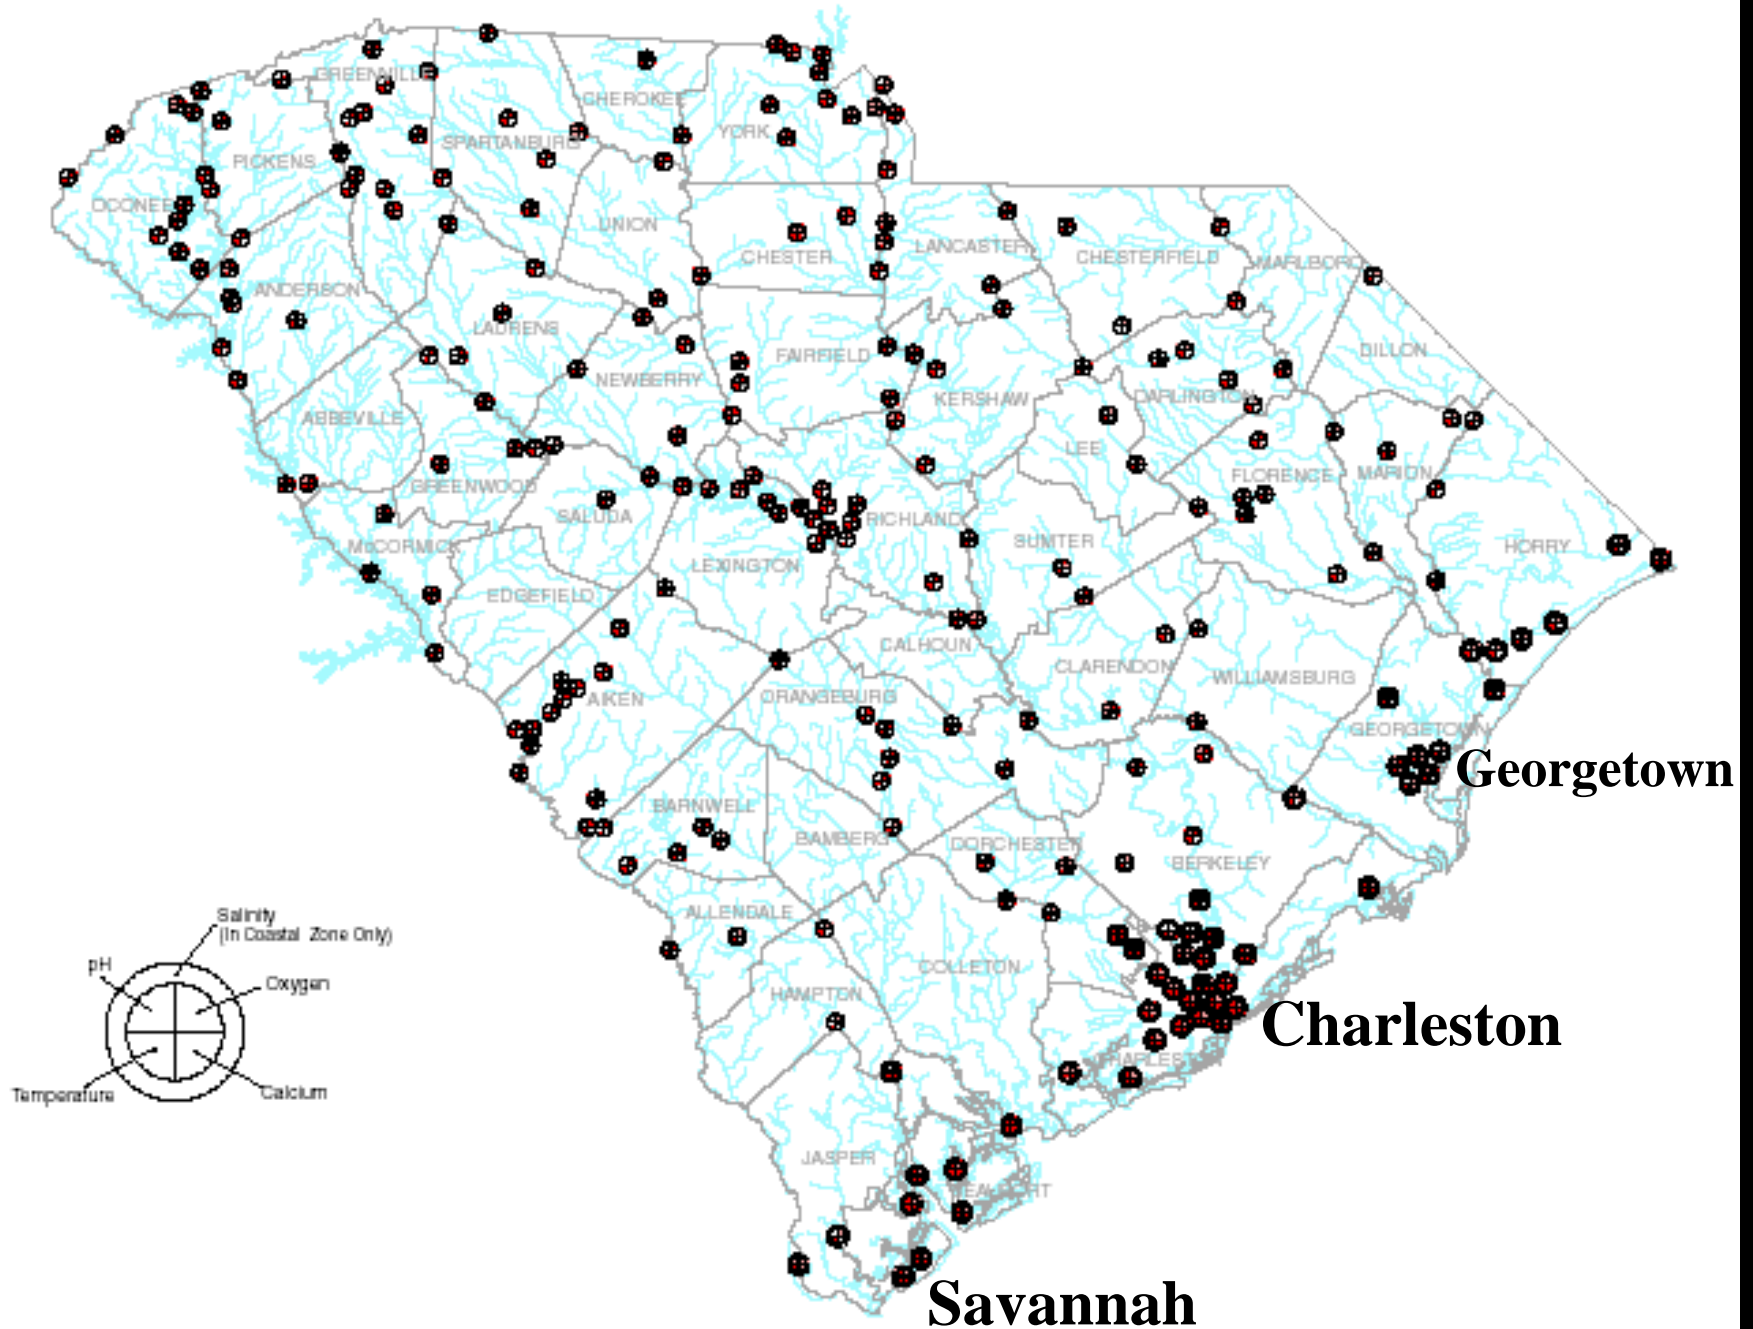 GREENVILLE
CHEROKEE
YORK
SPARTANBURG
PICKENS
OCONEE
UNION
CHESTER
LANCASTER
CHESTERFIELD
MARLBORO
ANDERSON
LAURENS
FAIRFIELD
DILLON
NEWBERRY
KERSHAW
DARLINGTON
ABBEVILLE
LEE
FLORENCE
MARION
GREENWOOD
SALUDA
RICHLAND
McCORMICK
SUMTER
HORRY
LEXINGTON
EDGEFIELD
CALHOUN
CLARENDON
WILLIAMSBURG
AIKEN
ORANGEBURG
GEORGETOWN
Georgetown
BARNWELL
BAMBERG
DORCHESTER
BERKELEY
ALLENDALE
Salinity
(In Coastal Zone Only)
pH
Oxygen
COLLETON
HAMPTON
Charleston
CHARLESTON
Temperature
Calcium
JASPER
BEAUFORT
Savannah